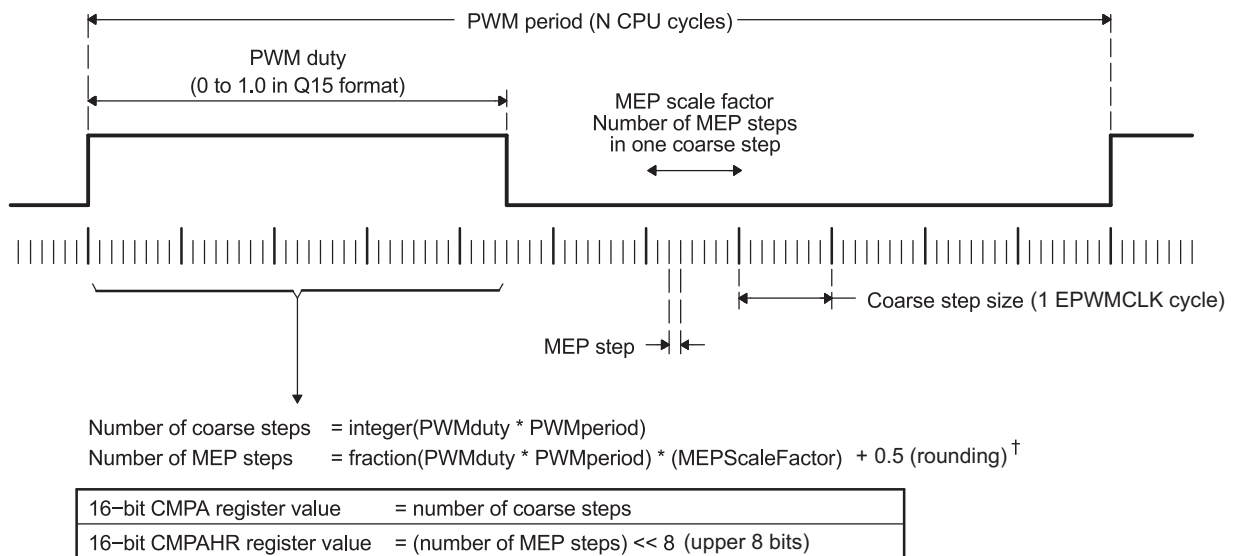 PWM period (N CPU cycles)
PWM duty
(0 to 1.0 in Q15 format)
MEP scale factor
Number of MEP steps
in one coarse step
Coarse step size (1 EPWMCLK cycle)
MEP step
Number of coarse steps = integer(PWMduty * PWMperiod)
Number of MEP steps = fraction(PWMduty * PWMperiod) * (MEPScaleFactor) + 0.5 (rounding)†
16−bit CMPA register value = number of coarse steps
16−bit CMPAHR register value = (number of MEP steps) << 8 (upper 8 bits)